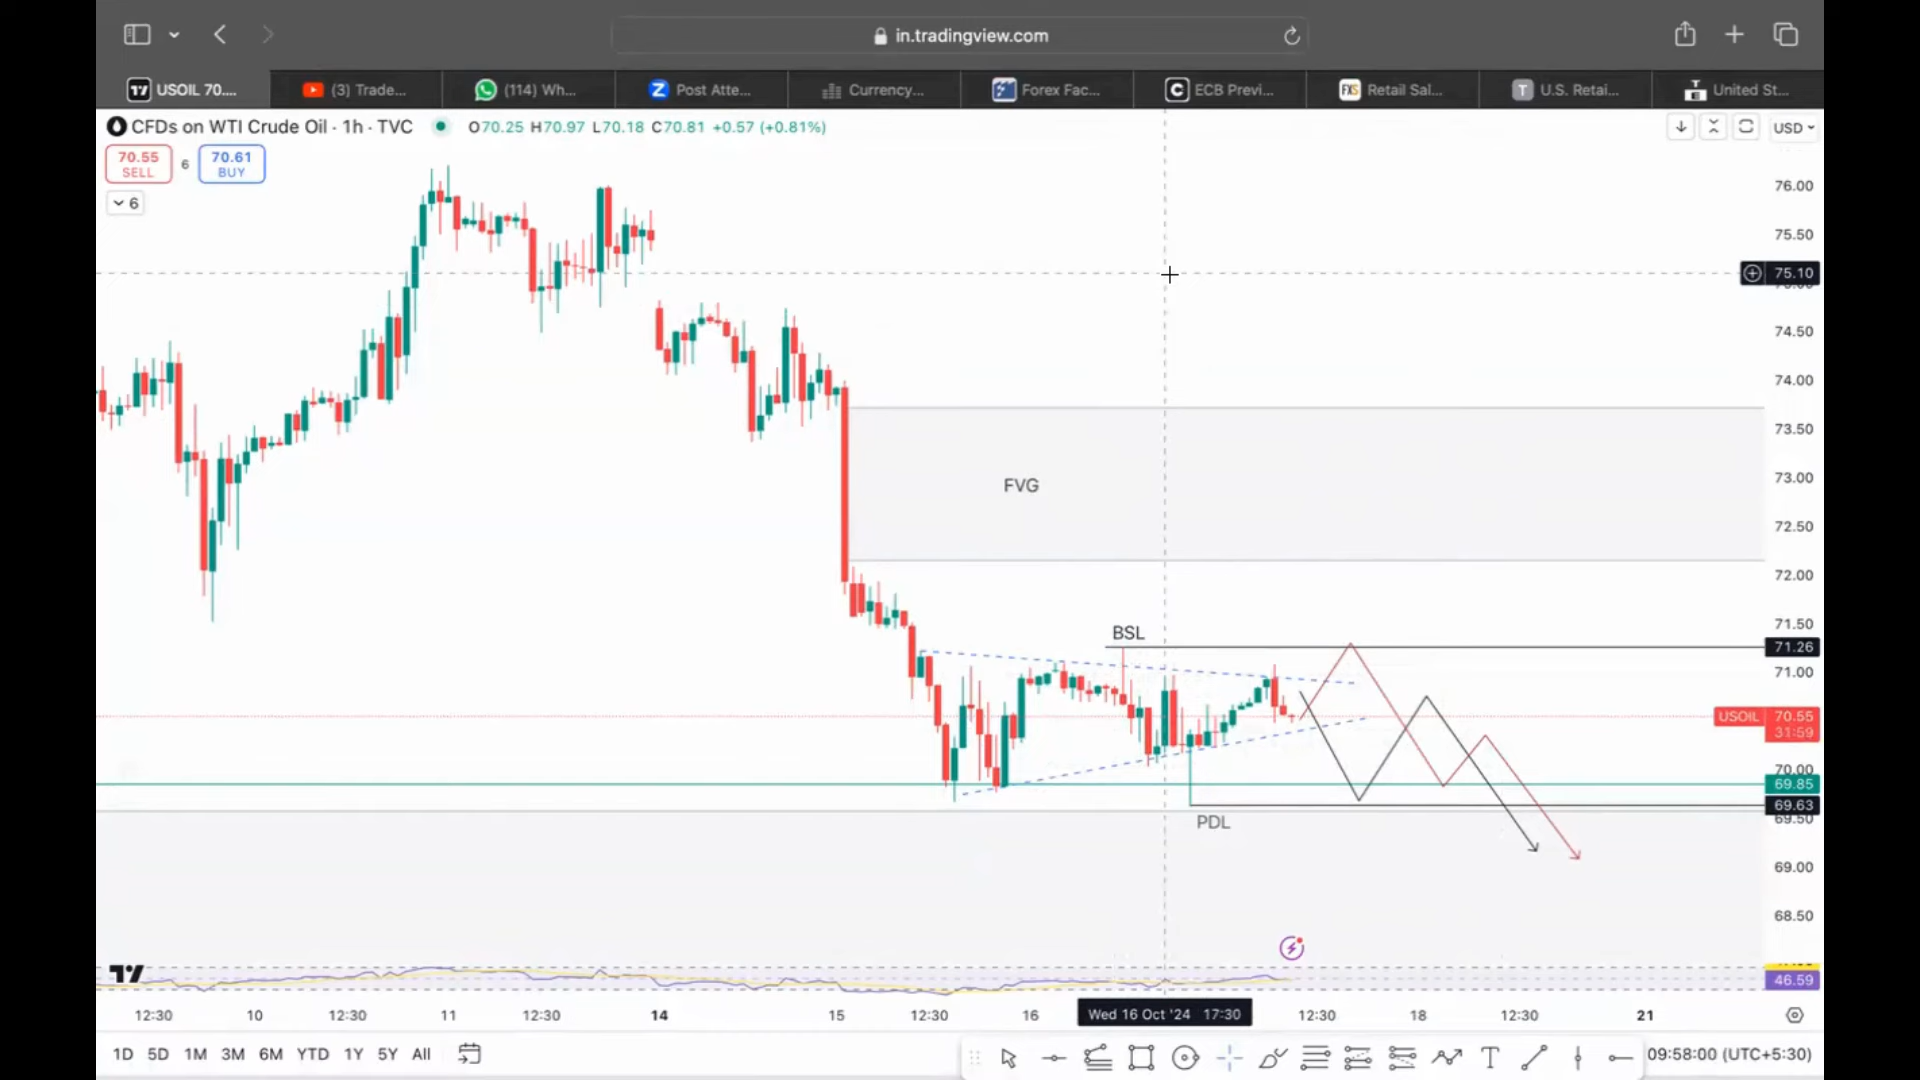 in.tradingview.com
USOIL 70....
(3) Trade...
(114) Wh...
Z Post Atte...
Currency...
Forex Fac...
C ECB Previ...
FXS Retail Sal...
T U.S. Retai...
T United St...
CFDs on WTI Crude Oil · 1h · TVC O70.25 H70.97 L70.18 C70.81 +0.57 (+0.81%)
USD
70.55 6 70.61
SELL BUY
6
76.00
75.50
75.10
74.50
74.00
73.50
73.00
FVG
72.50
72.00
71.50
BSL
71.26
71.00
USOIL 70.55
31:59
70.00
69.85
69.63
69.50
PDL
69.00
68.50
46.59
12:30 10 12:30 11 12:30 14 15 12:30 16 Wed 16 Oct '24 17:30 12:30 18 12:30 21
1D 5D 1M 3M 6M YTD 1Y 5Y All
09:58:00 (UTC+5:30)